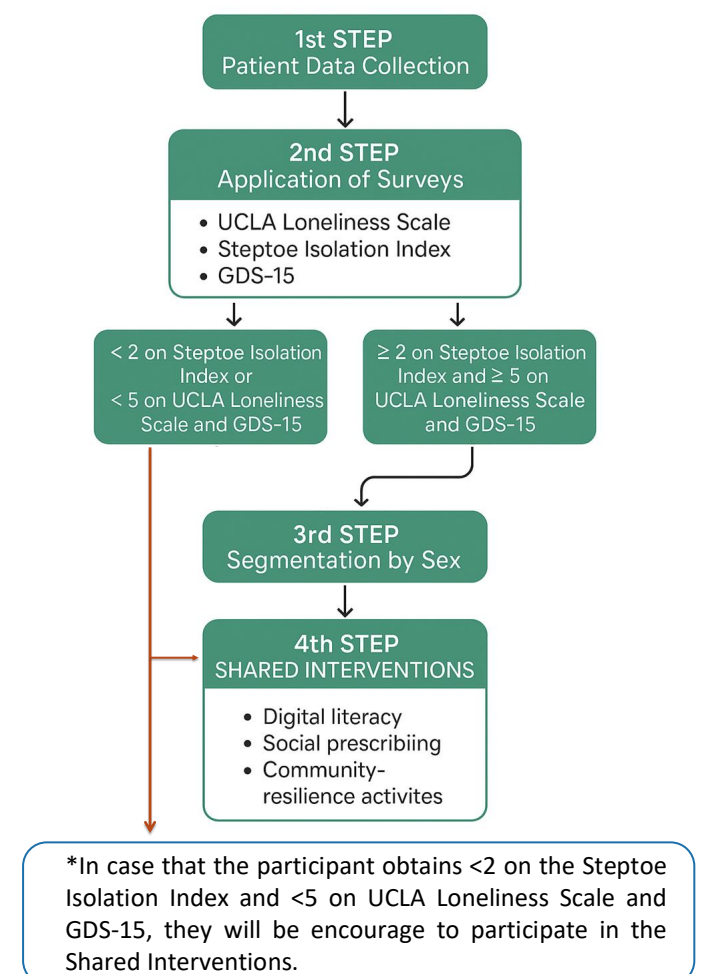 1st STEP
Patient Data Collection
2nd STEP
Application of Surveys
• UCLA Loneliness Scale
• Steptoe Isolation Index
• GDS-15
< 2 on Steptoe Isolation
Index or
< 5 on UCLA Loneliness
Scale and GDS-15
≥ 2 on Steptoe Isolation
Index and ≥ 5 on
UCLA Loneliness Scale
and GDS-15
3rd STEP
Segmentation by Sex
4th STEP
SHARED INTERVENTIONS
• Digital literacy
• Social prescribiing
• Community-
resilience activites
*In case that the participant obtains <2 on the Steptoe
Isolation Index and <5 on UCLA Loneliness Scale and
GDS-15, they will be encourage to participate in the
Shared Interventions.